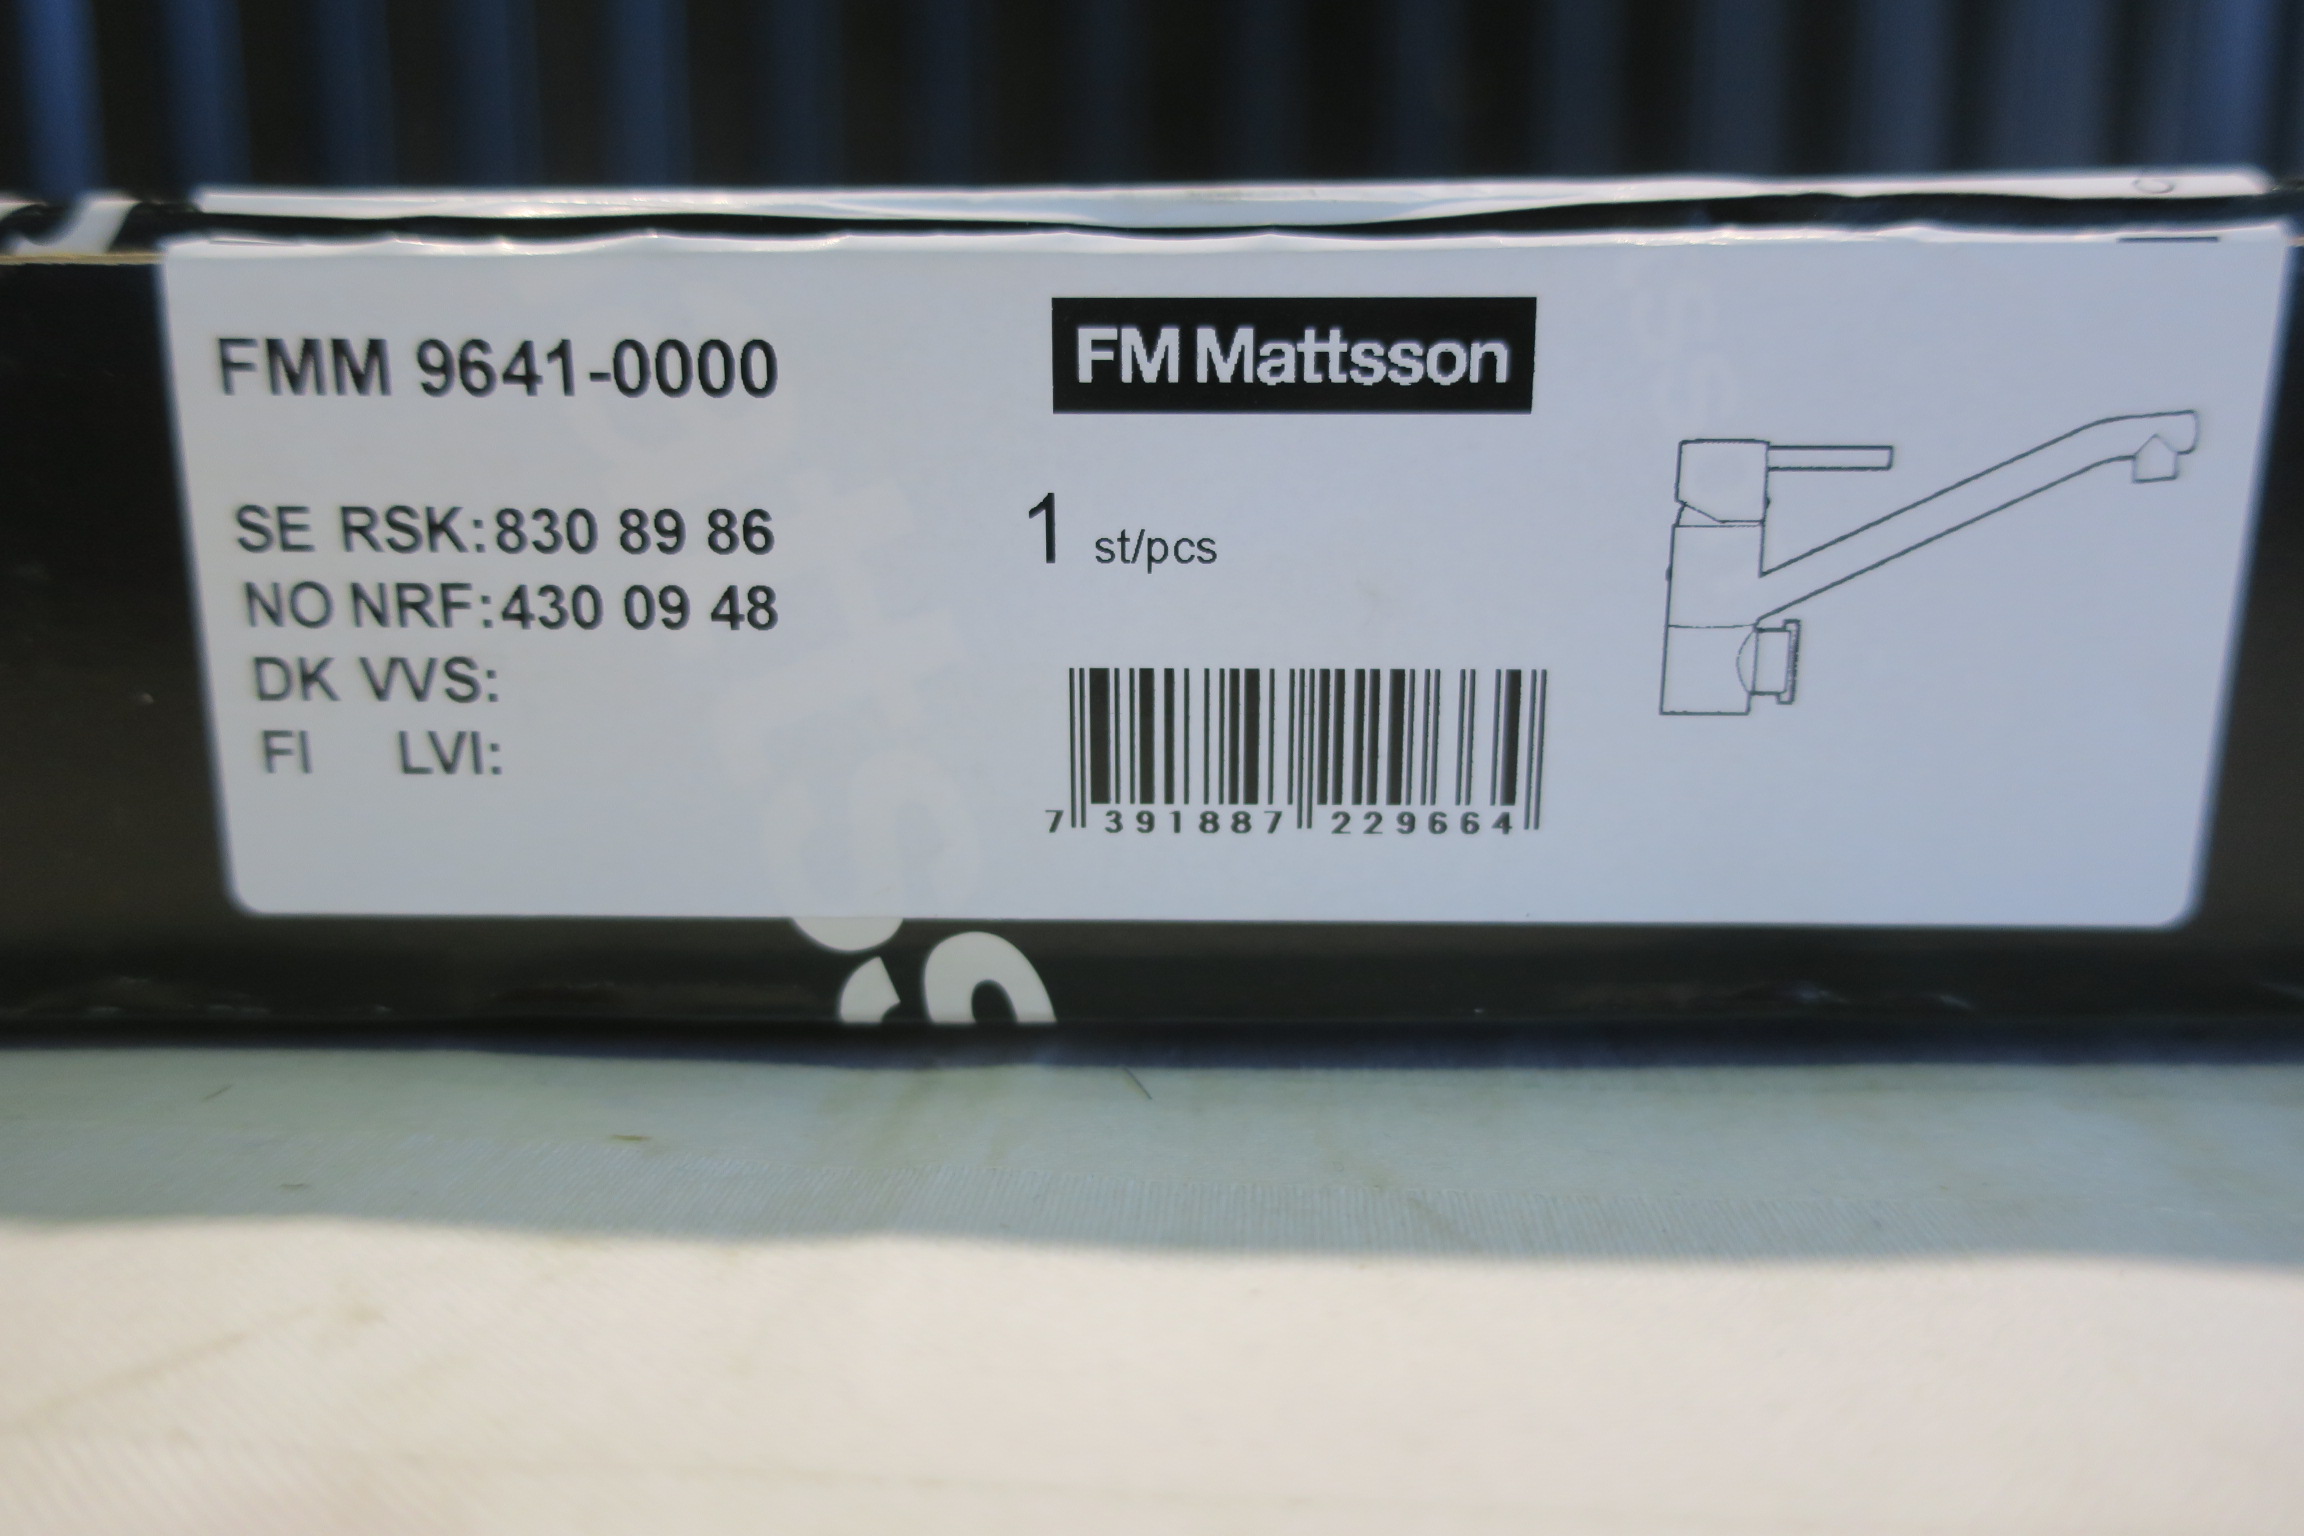 FMM 9641-0000
FM Mattsson
SE RSK:830 89 86
1 st/pcs
NO NRF:430 09 48
DK VVS:
FI LVI:
7 391887 229664